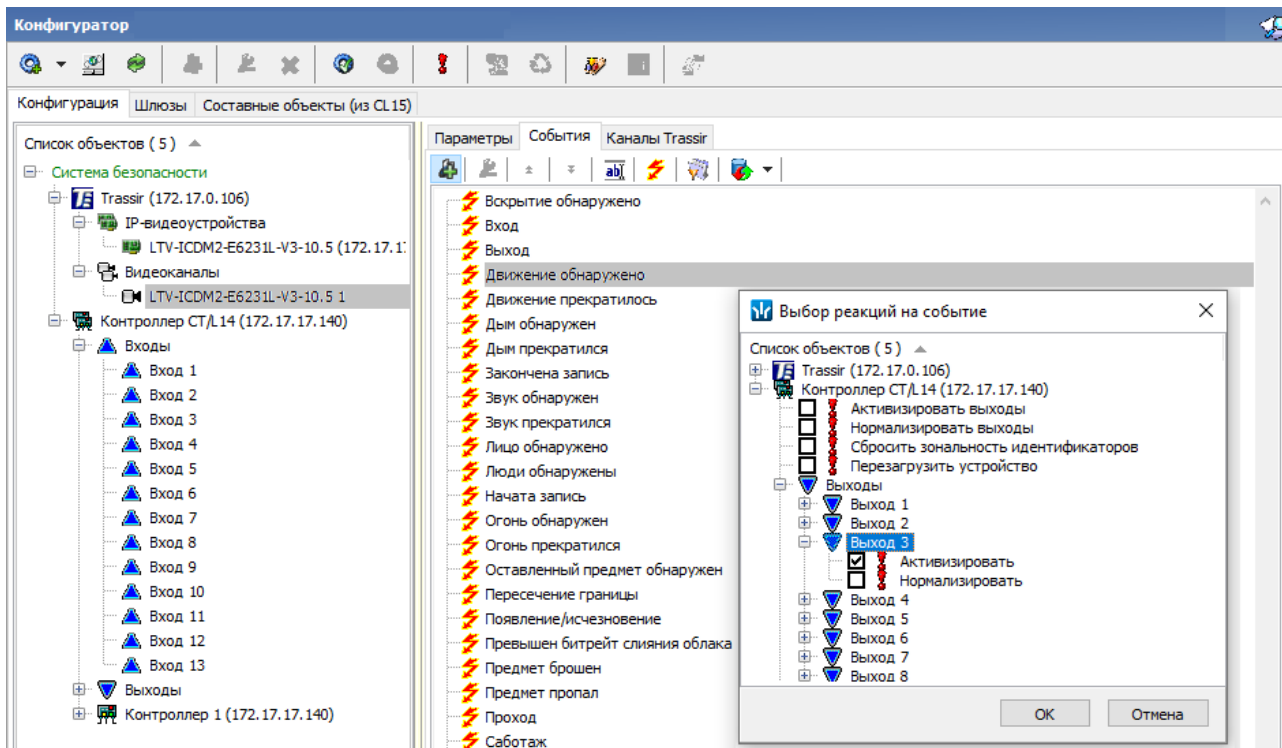 Конфигуратор
Конфигурация Шлюзы Составные объекты (из CL15)
Список объектов ( 5 )
Система безопасности
Trassir (172.17.0.106)
IP-видеоустройства
LTV-ICDM2-E6231L-V3-10.5 (172.17.1
Видеоканалы
LTV-ICDM2-E6231L-V3-10.5 1
Контроллер CT/L14 (172.17.17.140)
Входы
Вход 1
Вход 2
Вход 3
Вход 4
Вход 5
Вход 6
Вход 7
Вход 8
Вход 9
Вход 10
Вход 11
Вход 12
Вход 13
Выходы
Контроллер 1 (172.17.17.140)
Параметры События Каналы Trassir
abI
Вскрытие обнаружено
Вход
Выход
Движение обнаружено
Движение прекратилось
Дым обнаружен
Дым прекратился
Закончена запись
Звук обнаружен
Звук прекратился
Лицо обнаружено
Люди обнаружены
Начата запись
Огонь обнаружен
Огонь прекратился
Оставленный предмет обнаружен
Пересечение границы
Появление/исчезновение
Превышен битрейт слияния облака
Предмет брошен
Предмет пропал
Проход
Саботаж
Выбор реакций на событие
Список объектов ( 5 )
Trassir (172.17.0.106)
Контроллер CT/L14 (172.17.17.140)
Активизировать выходы
Нормализировать выходы
Сбросить зональность идентификаторов
Перезагрузить устройство
Выходы
Выход 1
Выход 2
Выход 3
Активизировать
Нормализировать
Выход 4
Выход 5
Выход 6
Выход 7
Выход 8
OK Отмена